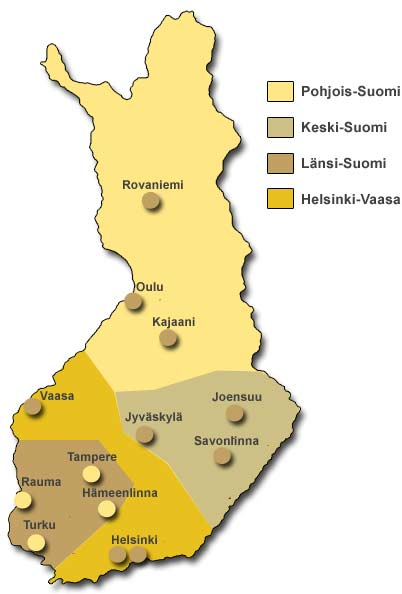 Pohjois-Suomi
Keski-Suomi
Länsi-Suomi
Helsinki-Vaasa
Rovaniemi
Oulu
Kajaani
Vaasa
Joensuu
Jyväskylä
Savonlinna
Tampere
Rauma
Hämeenlinna
Turku
Helsinki